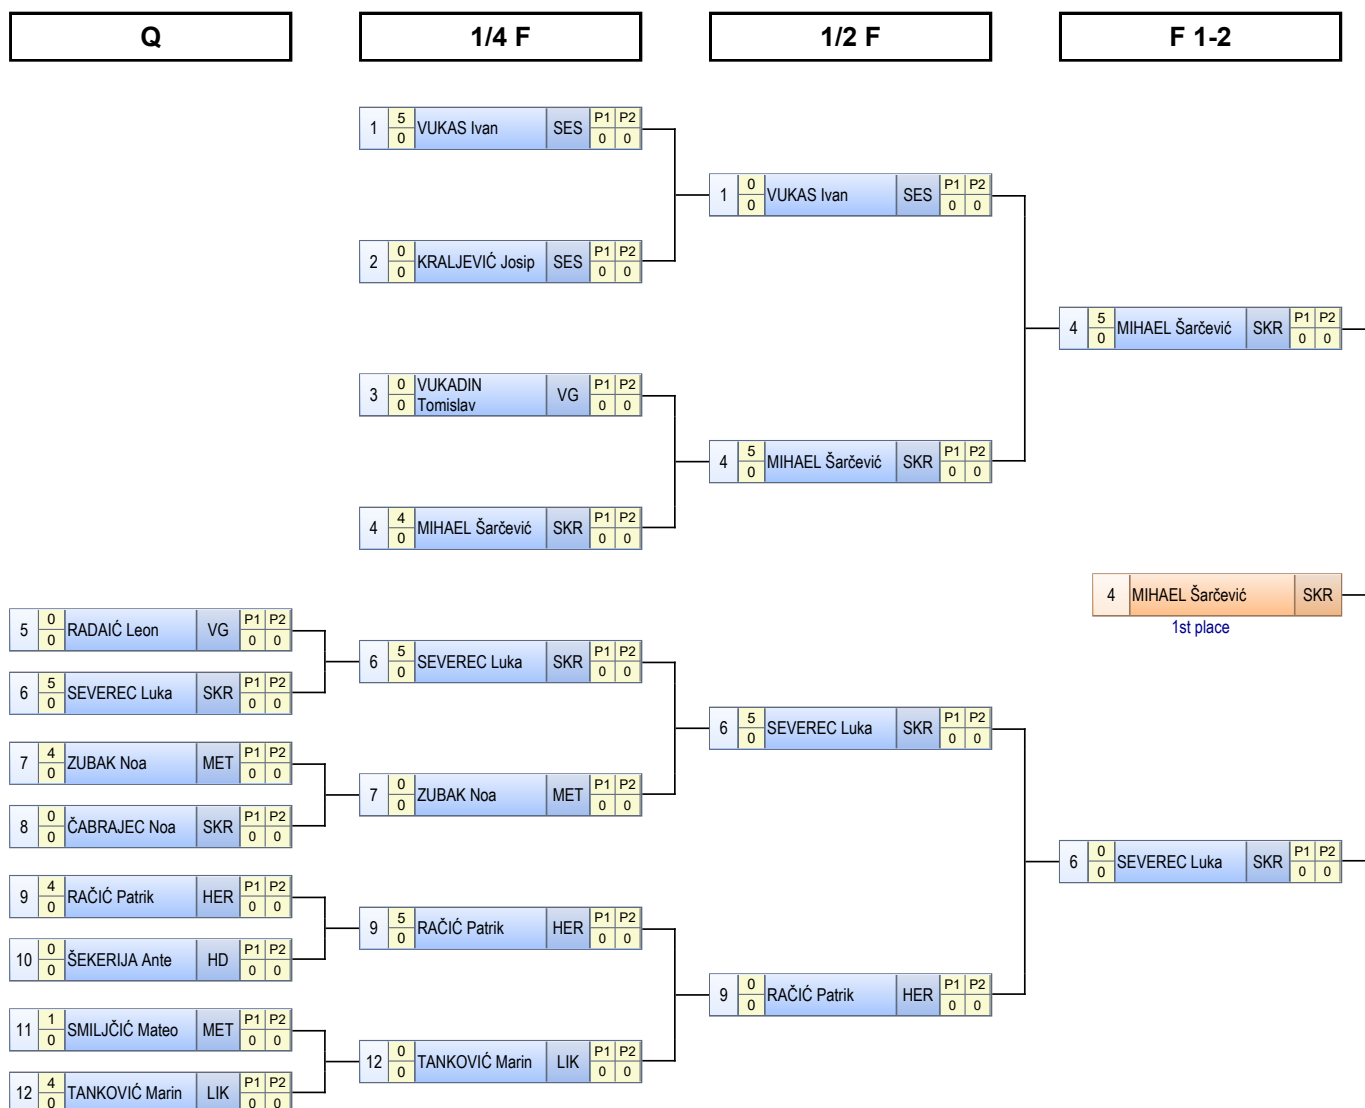 Q 1/4 F 1/2 F F 1-2
1 5 0 VUKAS Ivan SES P1 P2 0 0
1 0 0 VUKAS Ivan SES P1 P2 0 0
2 0 0 KRALJEVIĆ Josip SES P1 P2 0 0
4 5 0 MIHAEL Šarčević SKR P1 P2 0 0
3 0 0 VUKADIN
Tomislav VG P1 P2 0 0
4 5 0 MIHAEL Šarčević SKR P1 P2 0 0
4 4 0 MIHAEL Šarčević SKR P1 P2 0 0
4 MIHAEL Šarčević SKR
1st place
5 0 0 RADAIĆ Leon VG P1 P2 0 0
6 5 0 SEVEREC Luka SKR P1 P2 0 0
6 5 0 SEVEREC Luka SKR P1 P2 0 0
6 5 0 SEVEREC Luka SKR P1 P2 0 0
7 4 0 ZUBAK Noa MET P1 P2 0 0
7 0 0 ZUBAK Noa MET P1 P2 0 0
8 0 0 ČABRAJEC Noa SKR P1 P2 0 0
6 0 0 SEVEREC Luka SKR P1 P2 0 0
9 4 0 RAČIĆ Patrik HER P1 P2 0 0
9 5 0 RAČIĆ Patrik HER P1 P2 0 0
10 0 0 ŠEKERIJA Ante HD P1 P2 0 0
9 0 0 RAČIĆ Patrik HER P1 P2 0 0
11 1 0 SMILJČIĆ Mateo MET P1 P2 0 0
12 0 0 TANKOVIĆ Marin LIK P1 P2 0 0
12 4 0 TANKOVIĆ Marin LIK P1 P2 0 0